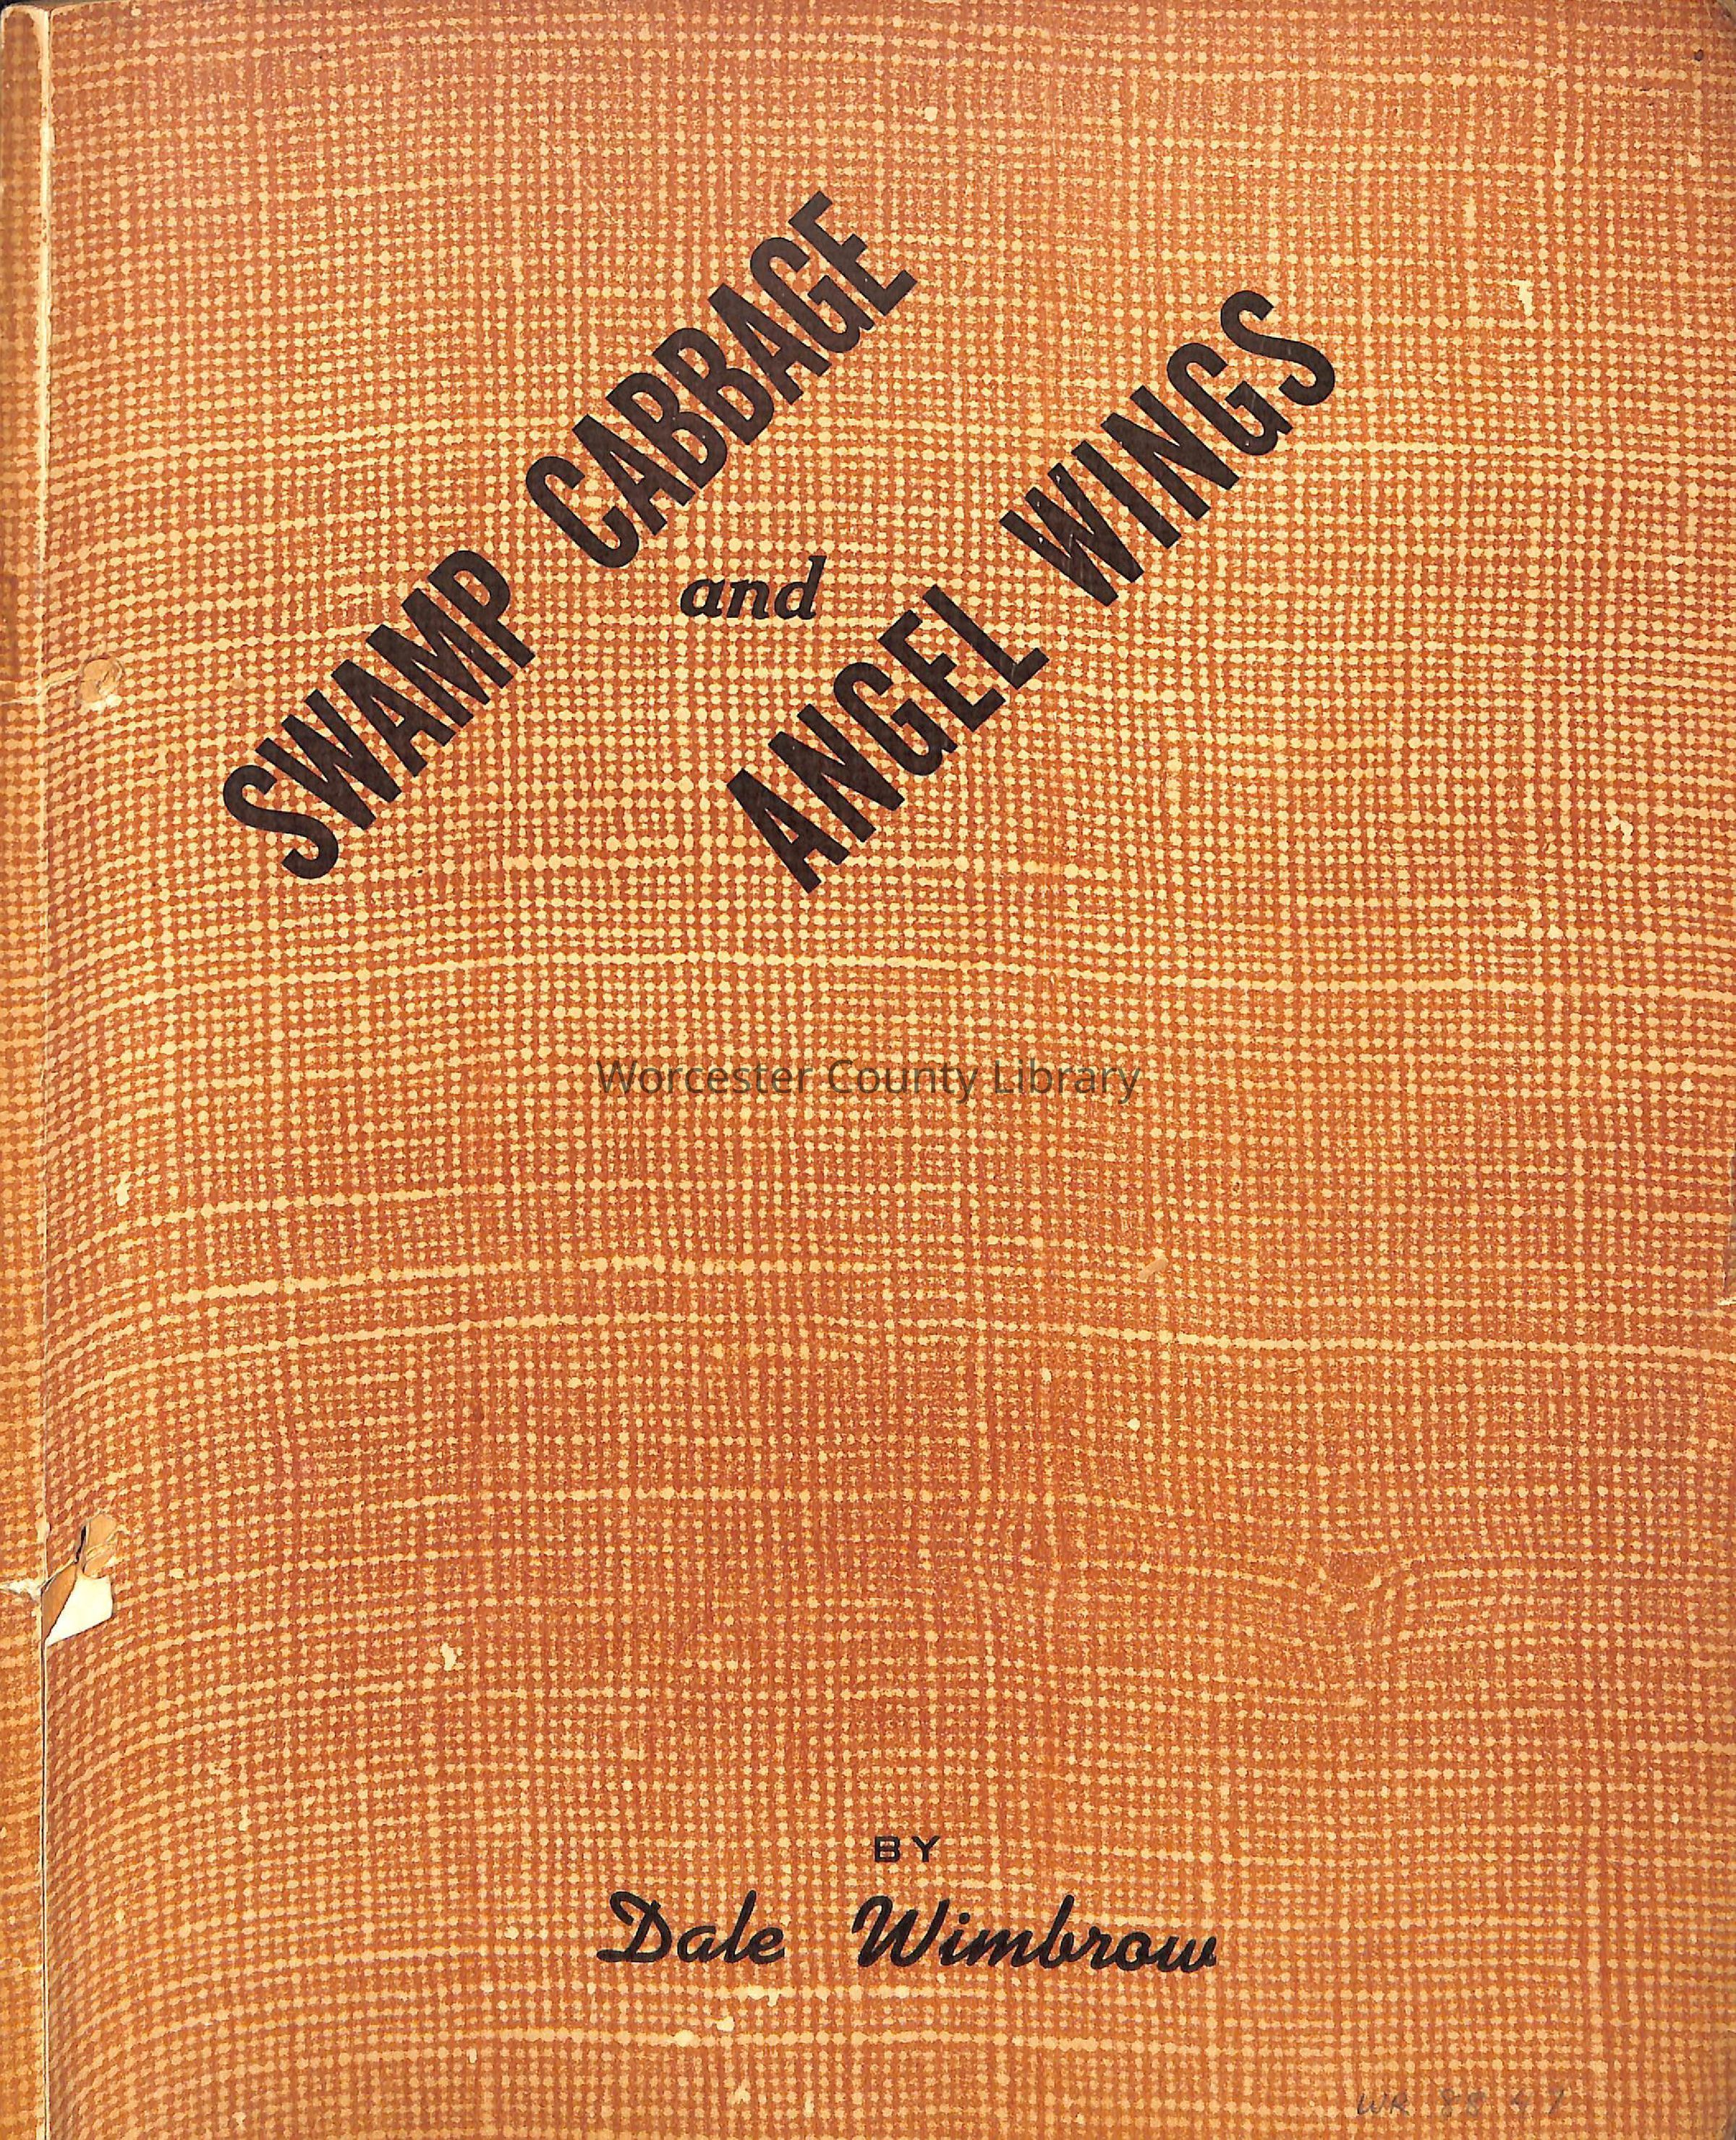 SWAMP CABBAGE
and
ANGEL WINGS
Worcester County Library
BY
Dale Wimbrow